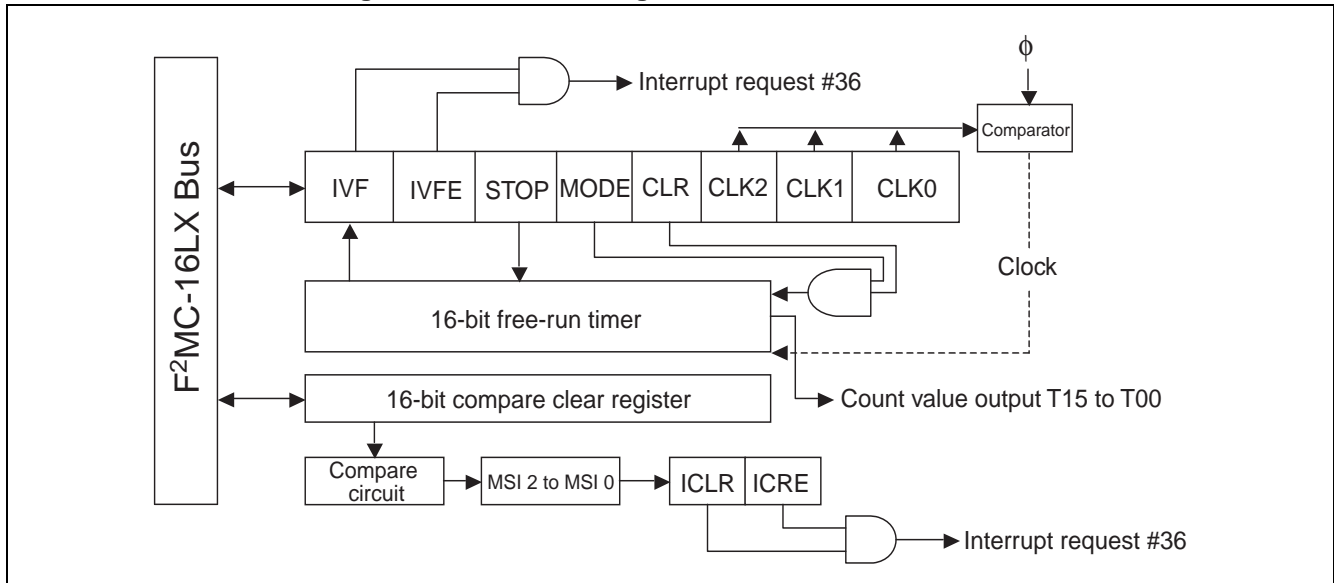 ϕ
Interrupt request #36
Comparator
IVF IVFE STOP MODE CLR CLK2 CLK1 CLK0
F²MC-16LX Bus
Clock
16-bit free-run timer
16-bit compare clear register
Count value output T15 to T00
Compare
circuit
MSI 2 to MSI 0
ICLR ICRE
Interrupt request #36